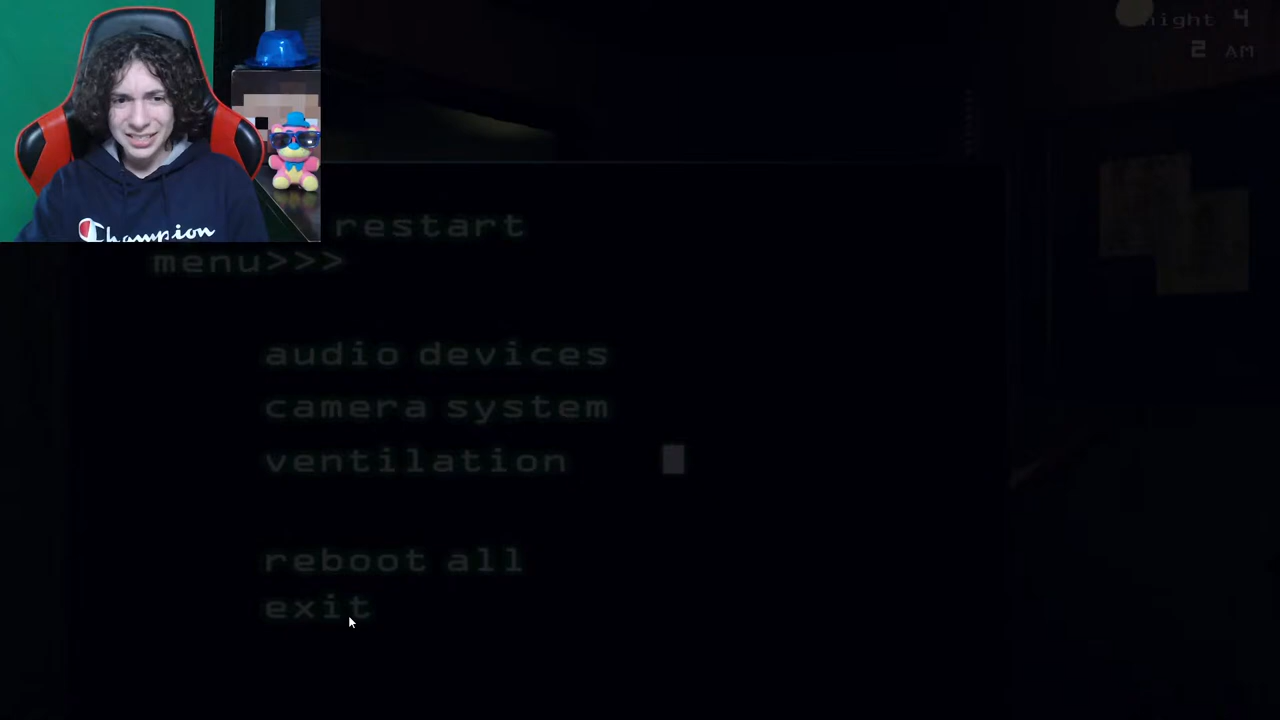 night 4
2 AM
Champion
restart
menu>>>
audio devices
camera system
ventilation
reboot all
exit